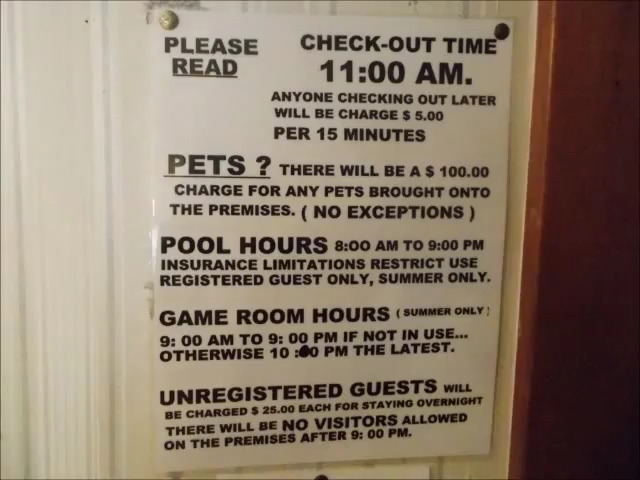 PLEASE READ
CHECK-OUT TIME
11:00 AM.
ANYONE CHECKING OUT LATER
WILL BE CHARGE $ 5.00
PER 15 MINUTES
PETS ? THERE WILL BE A $ 100.00
CHARGE FOR ANY PETS BROUGHT ONTO
THE PREMISES. ( NO EXCEPTIONS )
POOL HOURS 8:00 AM TO 9:00 PM
INSURANCE LIMITATIONS RESTRICT USE
REGISTERED GUEST ONLY, SUMMER ONLY.
GAME ROOM HOURS ( SUMMER ONLY )
9: 00 AM TO 9: 00 PM IF NOT IN USE...
OTHERWISE 10 :00 PM THE LATEST.
UNREGISTERED GUESTS WILL
BE CHARGED $ 25.00 EACH FOR STAYING OVERNIGHT
THERE WILL BE NO VISITORS ALLOWED
ON THE PREMISES AFTER 9: 00 PM.